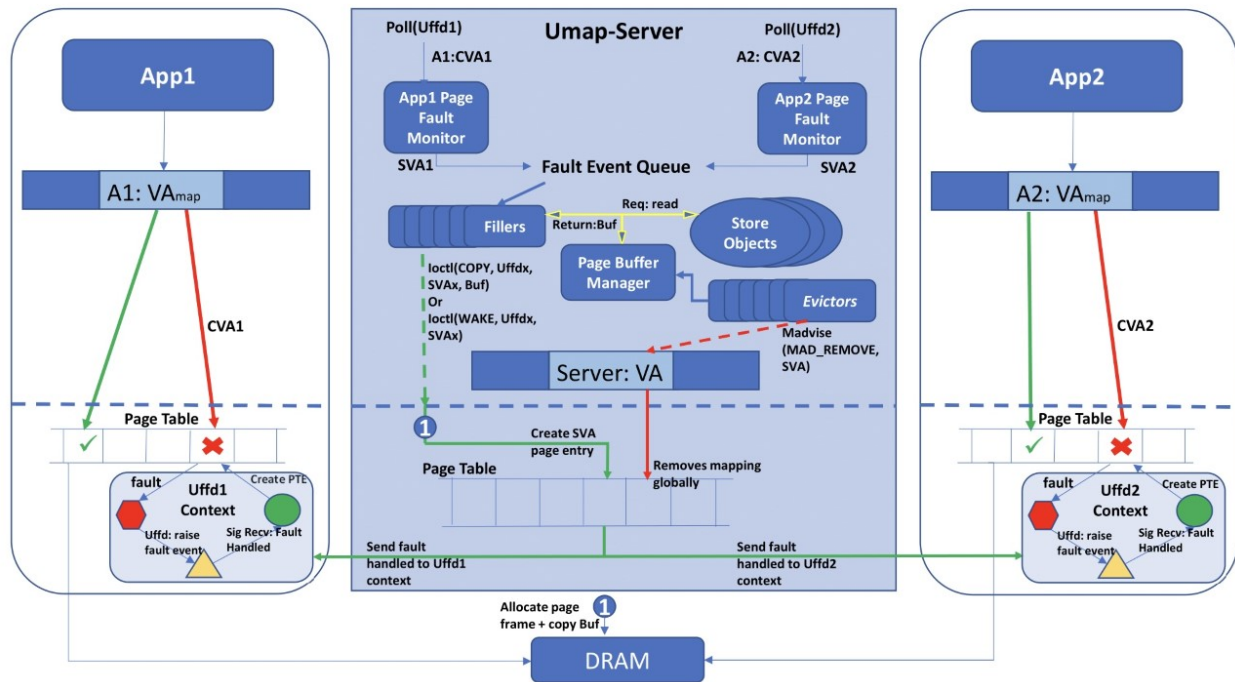 App1
A1: VAmap
CVA1
Page Table
fault
Uffd1
Context
Create PTE
Uffd: raise
fault event
Sig Recv: Fault
Handled
Umap-Server
Poll(Uffd1)
A1:CVA1
Poll(Uffd2)
A2: CVA2
App1 Page
Fault
Monitor
App2 Page
Fault
Monitor
SVA1
Fault Event Queue
SVA2
Fillers
Req: read
Return:Buf
Store
Objects
Page Buffer
Manager
Evictors
Ioctl(COPY, Uffdx,
SVAx, Buf)
Or
Ioctl(WAKE, Uffdx,
SVAx)
Madvise
(MAD_REMOVE,
SVA)
Server: VA
1
Create SVA
page entry
Page Table
Removes mapping
globally
Send fault
handled to Uffd1
context
Send fault
handled to Uffd2
context
Allocate page
frame + copy Buf
1
DRAM
App2
A2: VAmap
CVA2
Page Table
fault
Uffd2
Context
Create PTE
Uffd: raise
fault event
Sig Recv: Fault
Handled